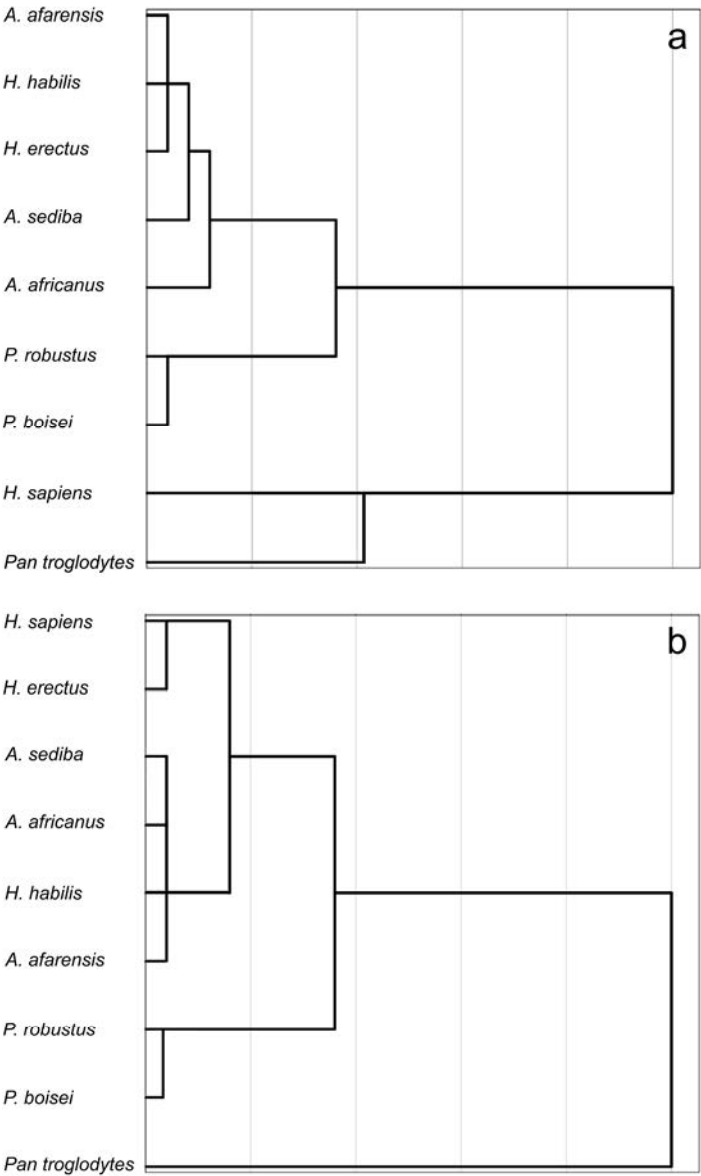 A. afarensis
a
H. habilis
H. erectus
A. sediba
A. africanus
P. robustus
P. boisei
H. sapiens
Pan troglodytes
H. sapiens
b
H. erectus
A. sediba
A. africanus
H. habilis
A. afarensis
P. robustus
P. boisei
Pan troglodytes